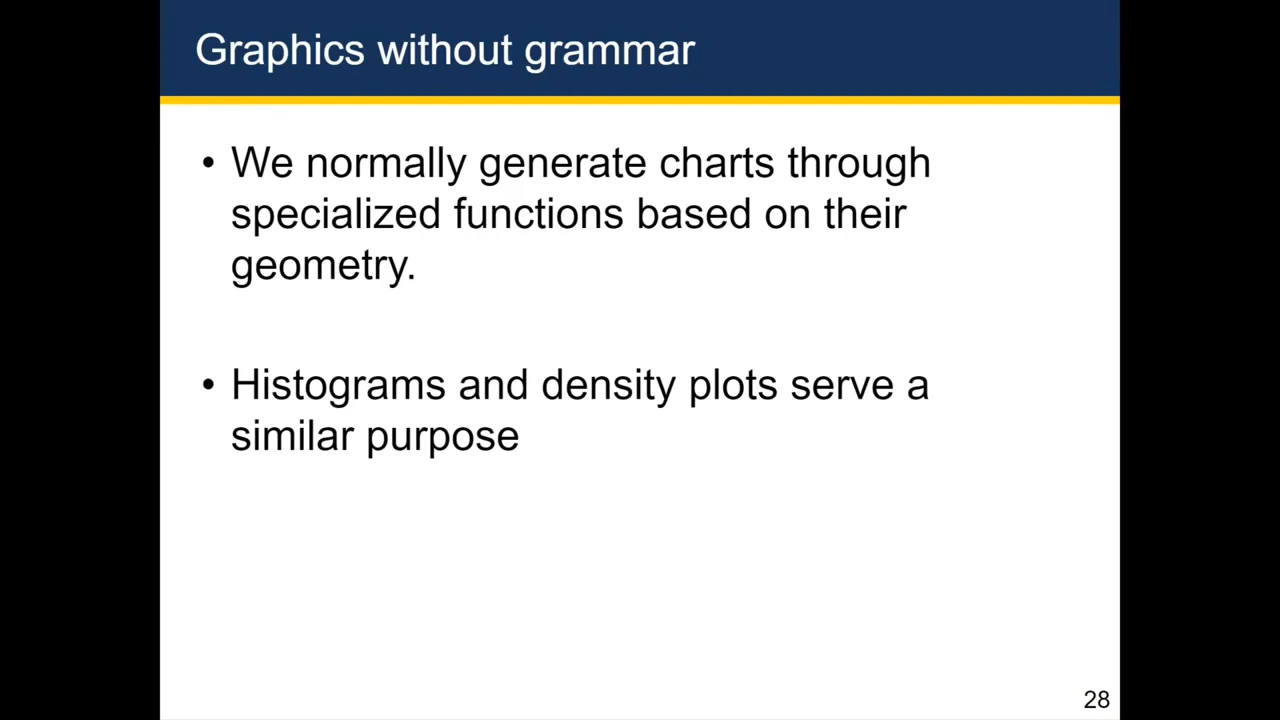 Graphics without grammar
• We normally generate charts through
specialized functions based on their
geometry.
• Histograms and density plots serve a
similar purpose
28